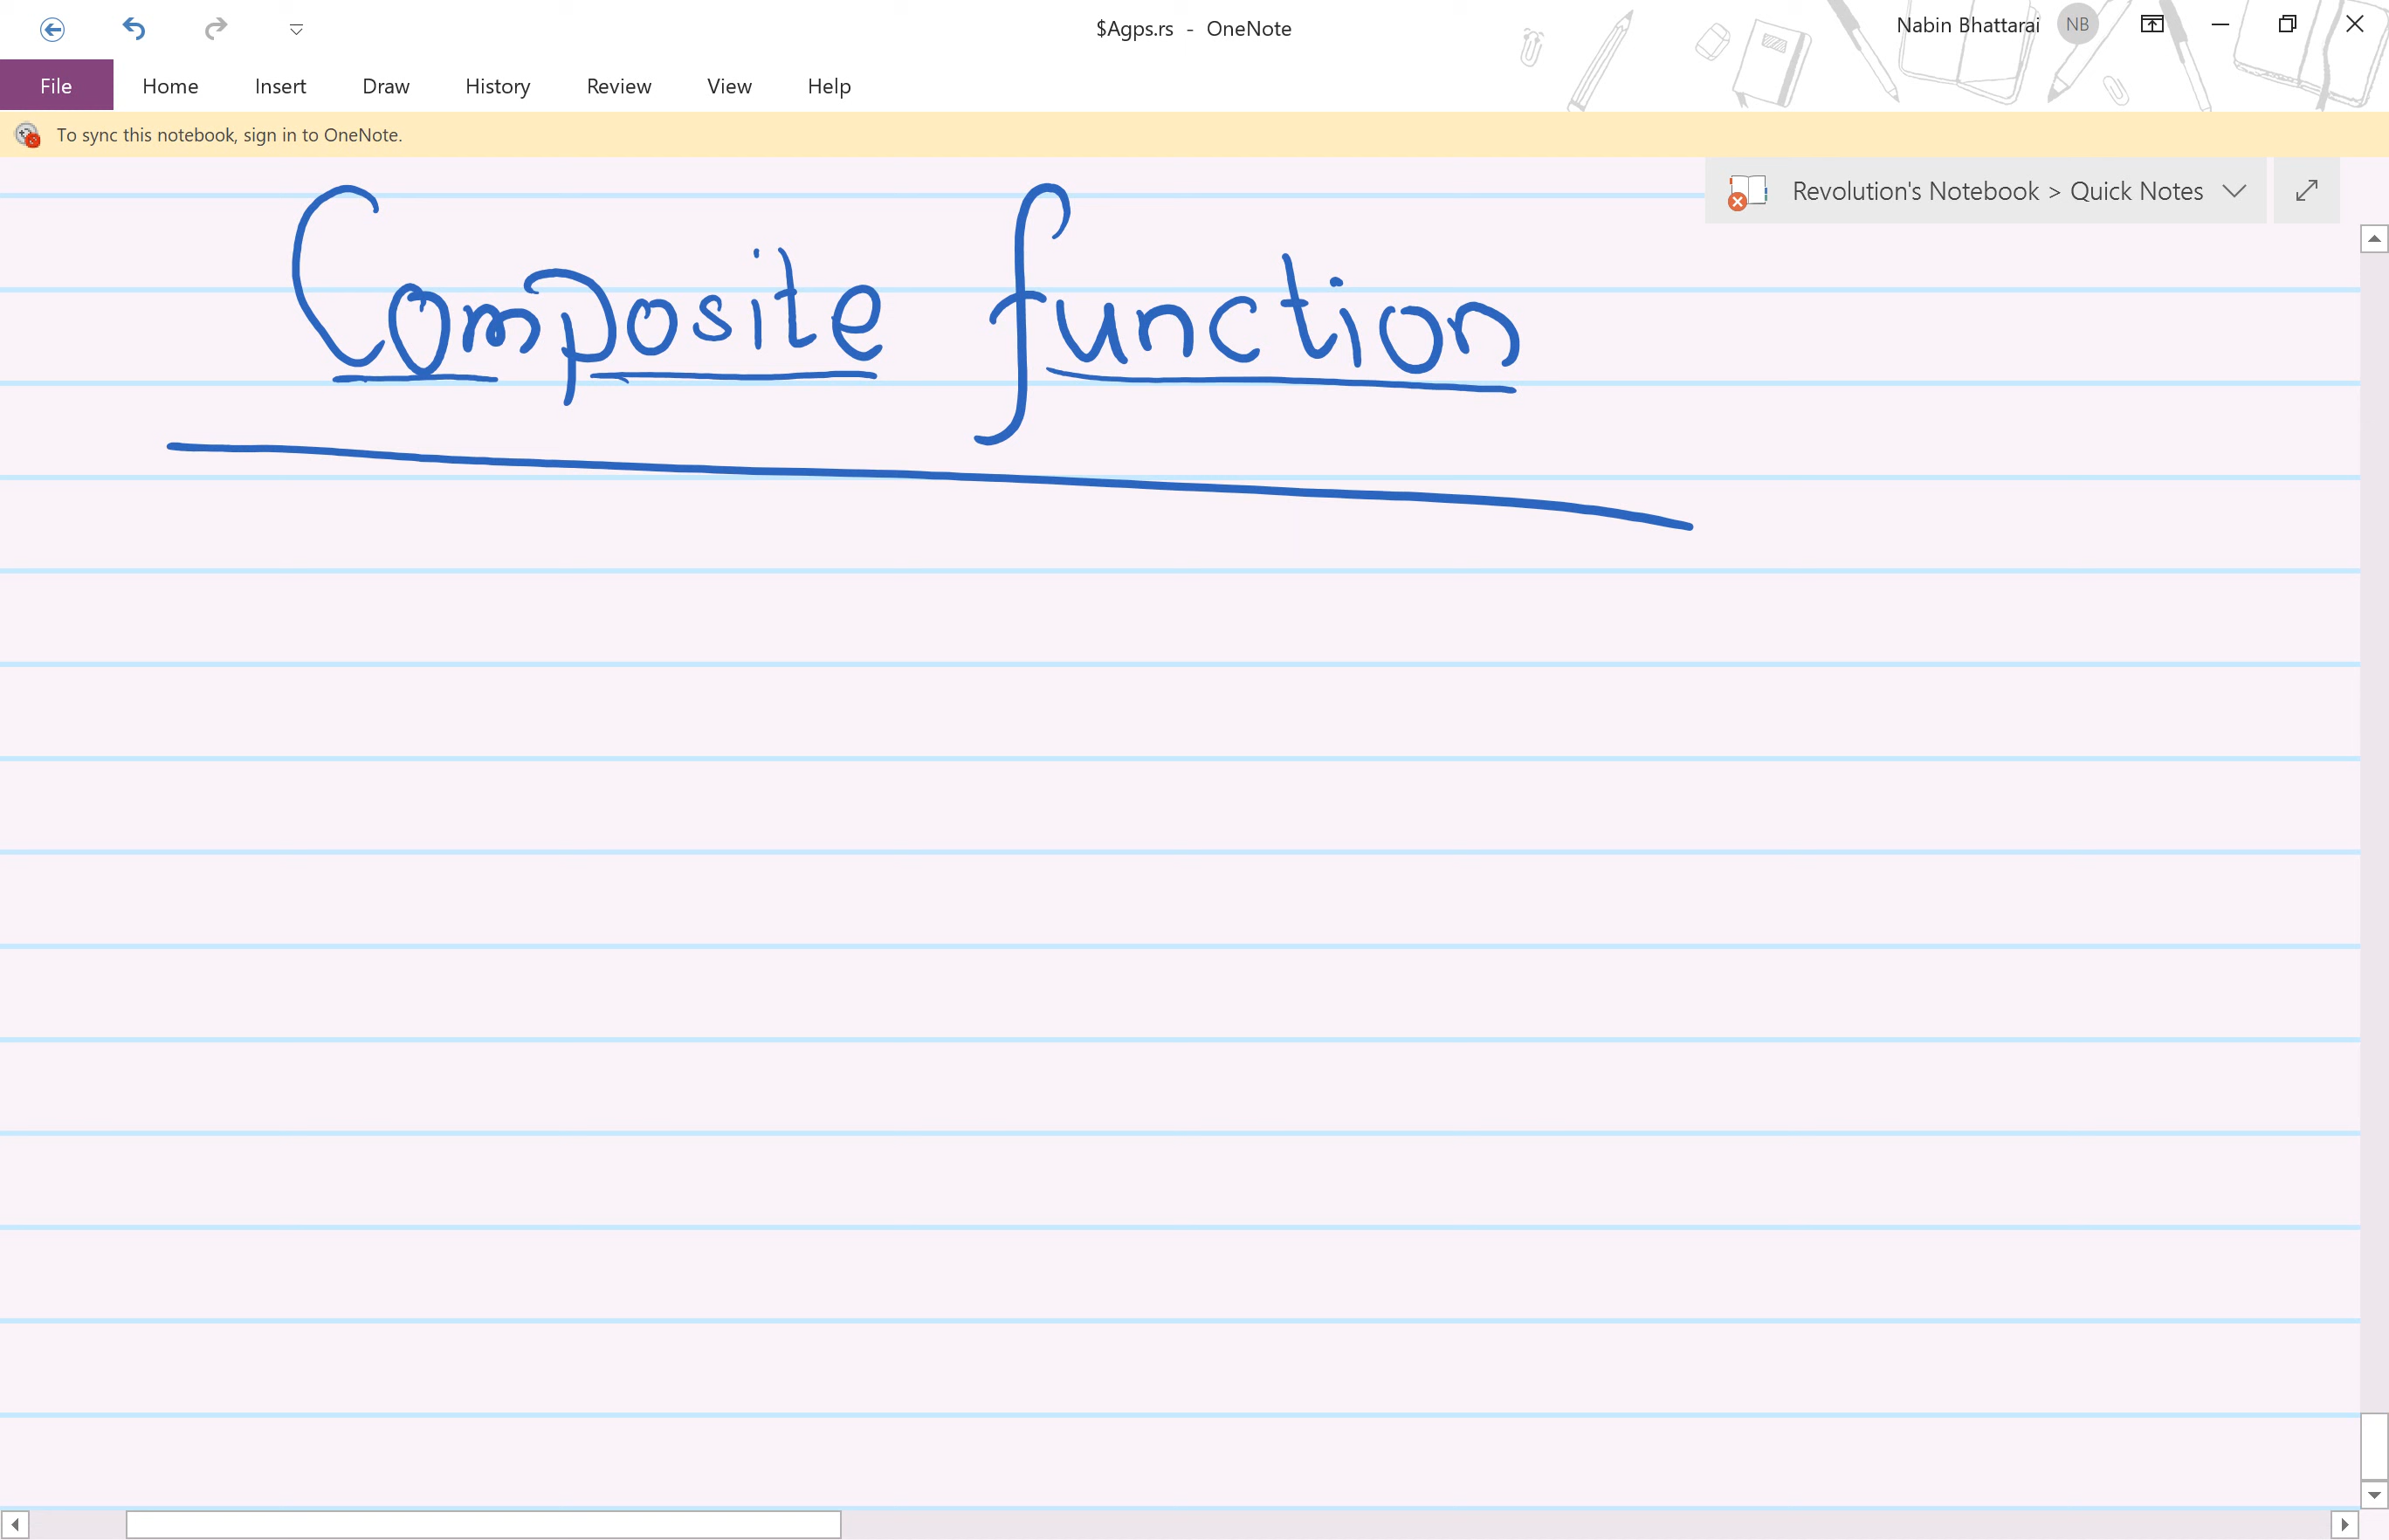 $Agps.rs - OneNote
Nabin Bhattarai NB
File Home Insert Draw History Review View Help
To sync this notebook, sign in to OneNote.
Revolution's Notebook > Quick Notes
Composite function